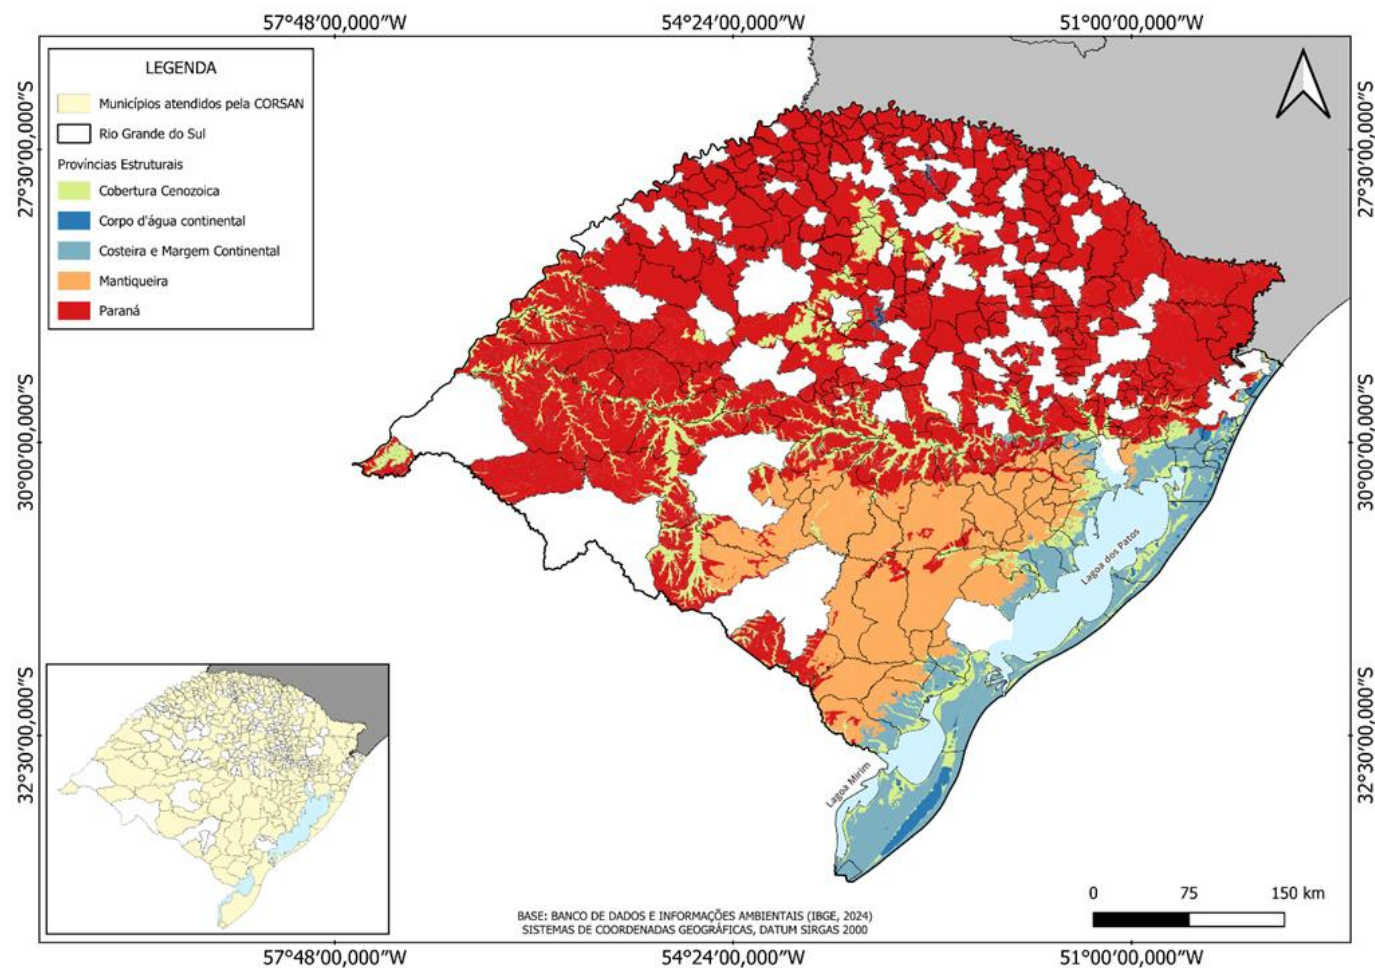 57°48′00,000″W
54°24′00,000″W
51°00′00,000″W
LEGENDA
Municípios atendidos pela CORSAN
Rio Grande do Sul
Províncias Estruturais
Cobertura Cenozoica
Corpo d'água continental
Costeira e Margem Continental
Mantiqueira
Paraná
27°30′00,000″S
27°30′00,000″S
30°00′00,000″S
30°00′00,000″S
32°30′00,000″S
32°30′00,000″S
Lagoa dos Patos
Lagoa Mirim
0 75 150 km
BASE: BANCO DE DADOS E INFORMAÇÕES AMBIENTAIS (IBGE, 2024)
SISTEMAS DE COORDENADAS GEOGRÁFICAS, DATUM SIRGAS 2000
57°48′00,000″W
54°24′00,000″W
51°00′00,000″W